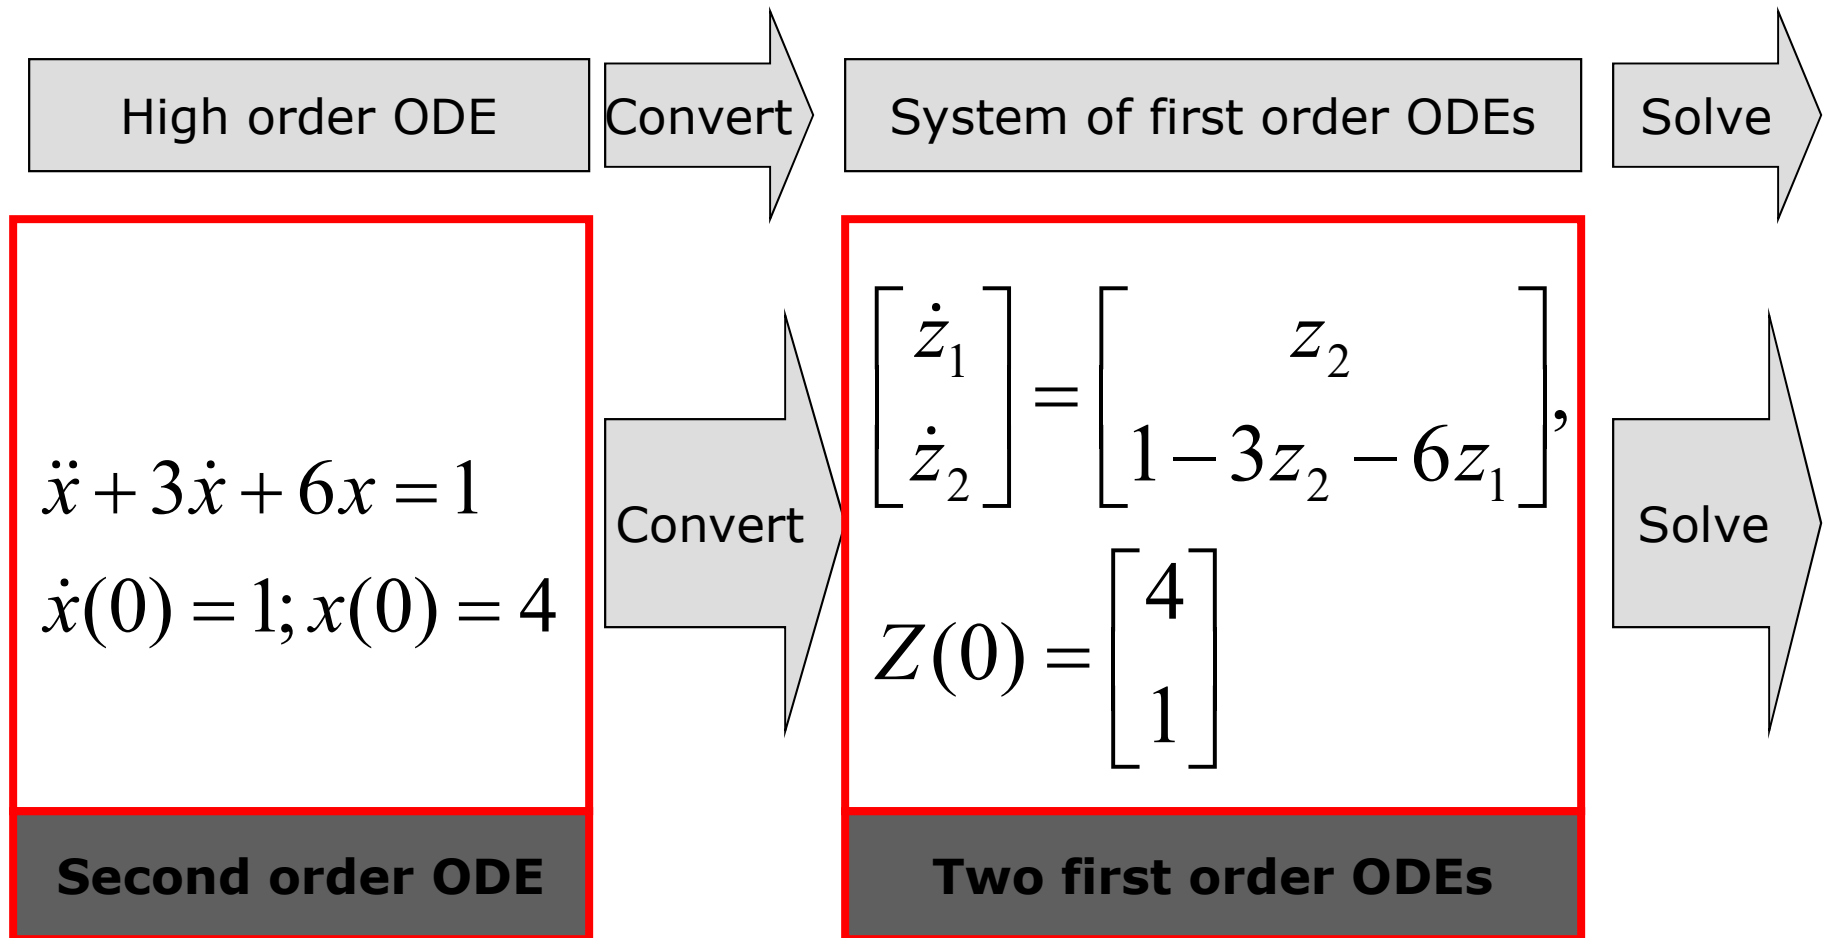 High order ODE
Convert
System of first order ODEs
Solve
ẍ + 3ẋ + 6x = 1
ẋ(0) = 1; x(0) = 4
Convert
[ż₁ ; ż₂] = [z₂ ; 1 − 3z₂ − 6z₁],
Z(0) = [4 ; 1]
Solve
Second order ODE
Two first order ODEs